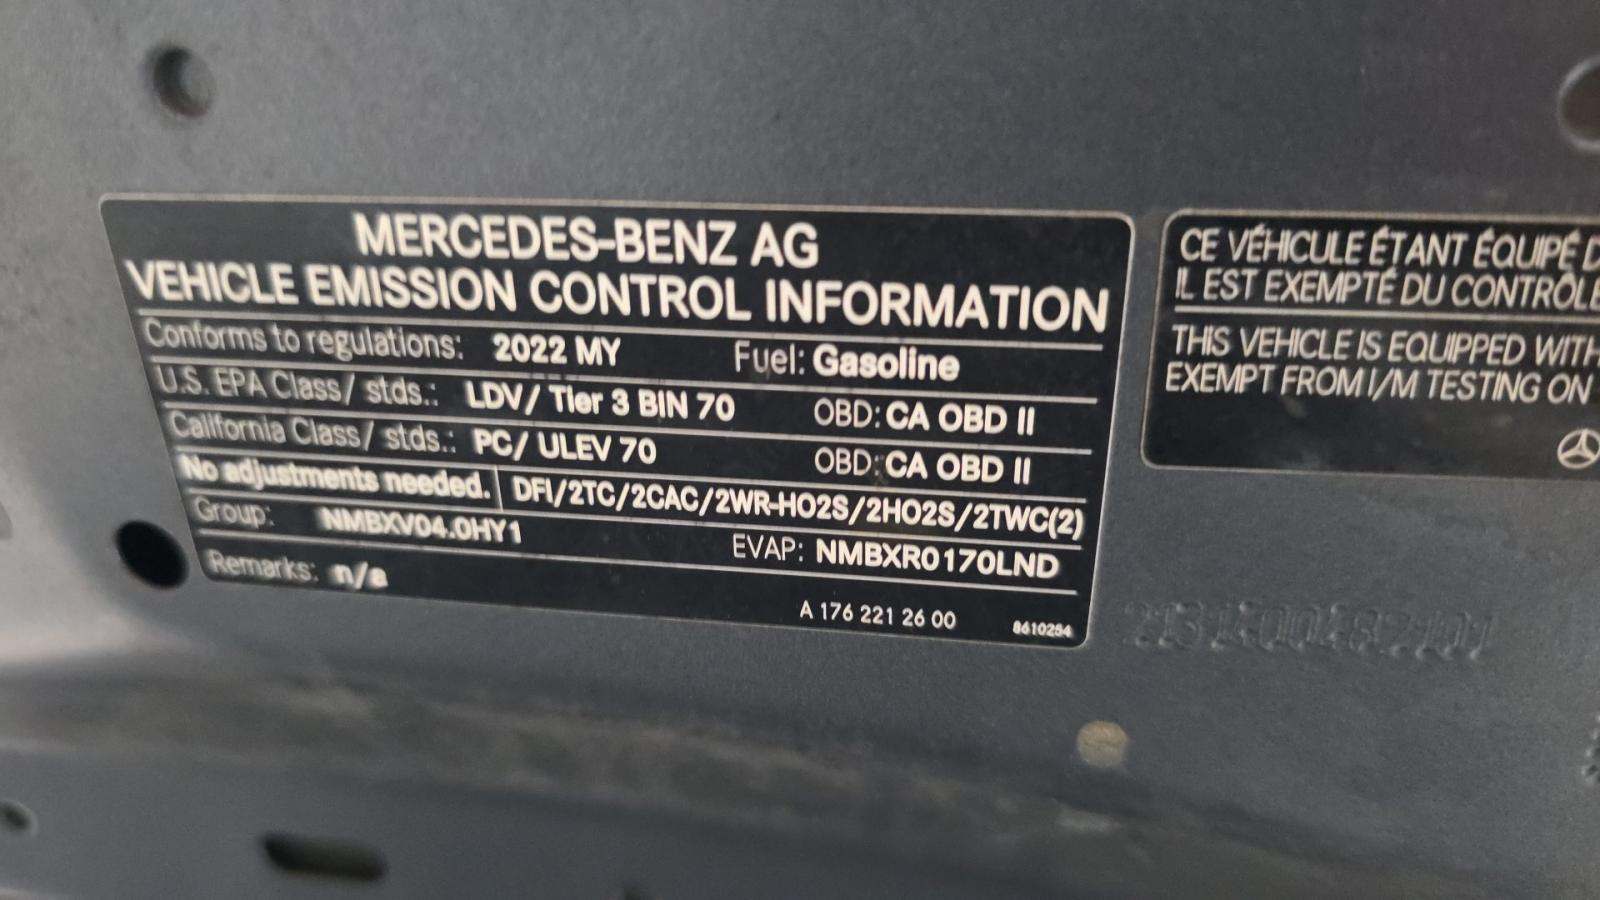 MERCEDES-BENZ AG
VEHICLE EMISSION CONTROL INFORMATION
Conforms to regulations: 2022 MY Fuel: Gasoline
U.S. EPA Class/ stds.: LDV/ Tier 3 BIN 70 OBD: CA OBD II
California Class/ stds.: PC/ ULEV 70 OBD: CA OBD II
No adjustments needed. DFI/2TC/2CAC/2WR-HO2S/2HO2S/2TWC(2)
Group: NMBXV04.0HY1 EVAP: NMBXR0170LND
Remarks: n/a
A 176 221 26 00 8610254
CE VÉHICULE ÉTANT ÉQUIPÉ D
IL EST EXEMPTÉ DU CONTRÔLE
THIS VEHICLE IS EQUIPPED WITH
EXEMPT FROM I/M TESTING ON